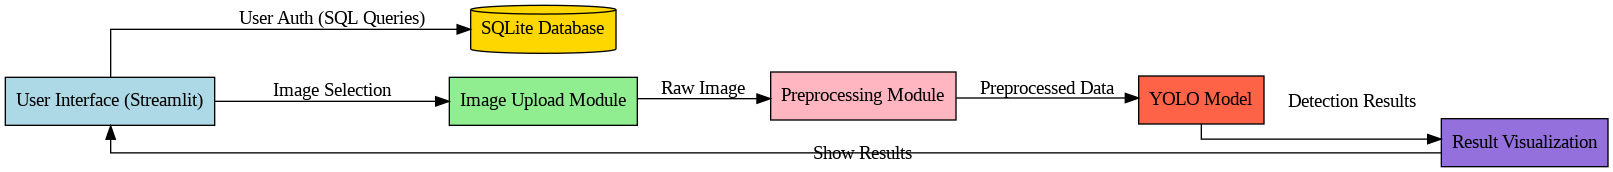 User Auth (SQL Queries)
SQLite Database
User Interface (Streamlit)
Image Selection
Image Upload Module
Raw Image
Preprocessing Module
Preprocessed Data
YOLO Model
Detection Results
Result Visualization
Show Results